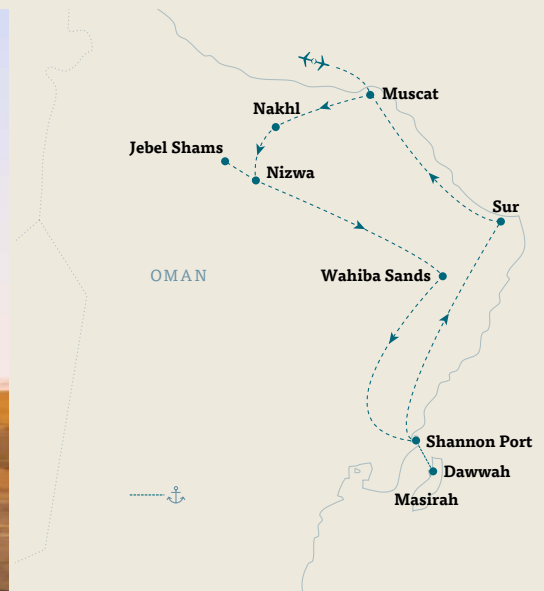 Muscat
Nakhl
Jebel Shams
Nizwa
Sur
OMAN
Wahiba Sands
Shannon Port
Dawwah
Masirah